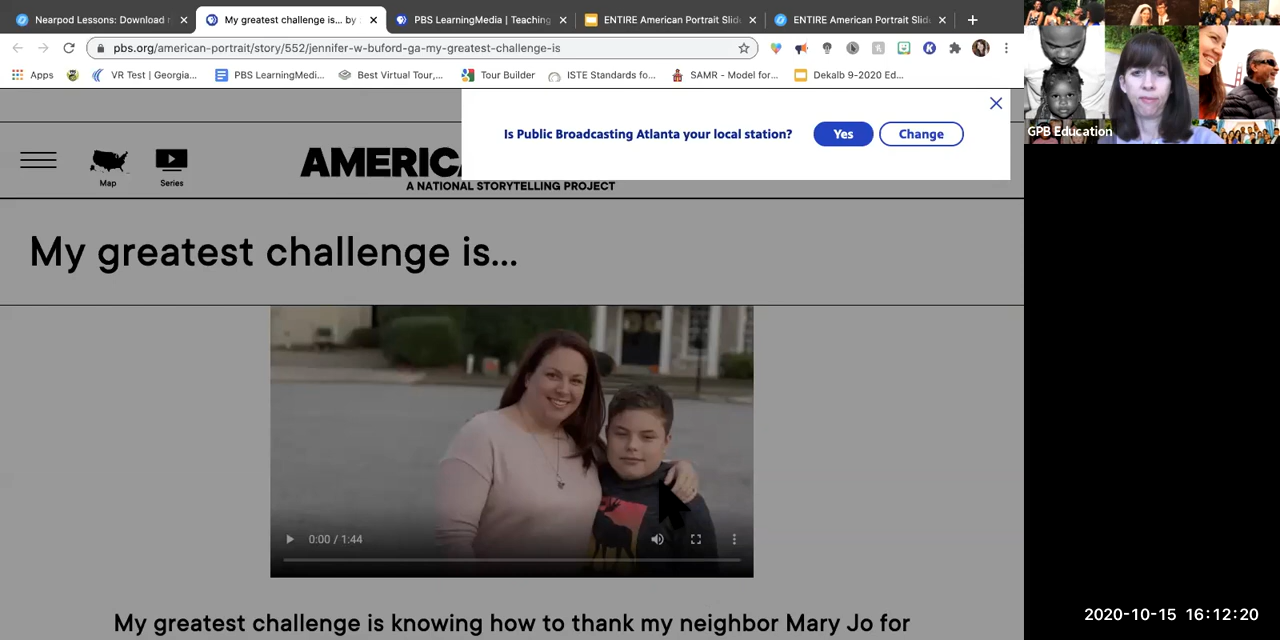 Nearpod Lessons: Download r
My greatest challenge is... by
PBS LearningMedia | Teaching
ENTIRE American Portrait Slid
ENTIRE American Portrait Slid
pbs.org/american-portrait/story/552/jennifer-w-buford-ga-my-greatest-challenge-is
Apps
VR Test | Georgia...
PBS LearningMedi...
Best Virtual Tour,...
Tour Builder
ISTE Standards fo...
SAMR - Model for...
Dekalb 9-2020 Ed...
GPB Education
Is Public Broadcasting Atlanta your local station?
Yes
Change
Map
Series
AMERIC
A NATIONAL STORYTELLING PROJECT
My greatest challenge is...
0:00 / 1:44
My greatest challenge is knowing how to thank my neighbor Mary Jo for
2020-10-15 16:12:20